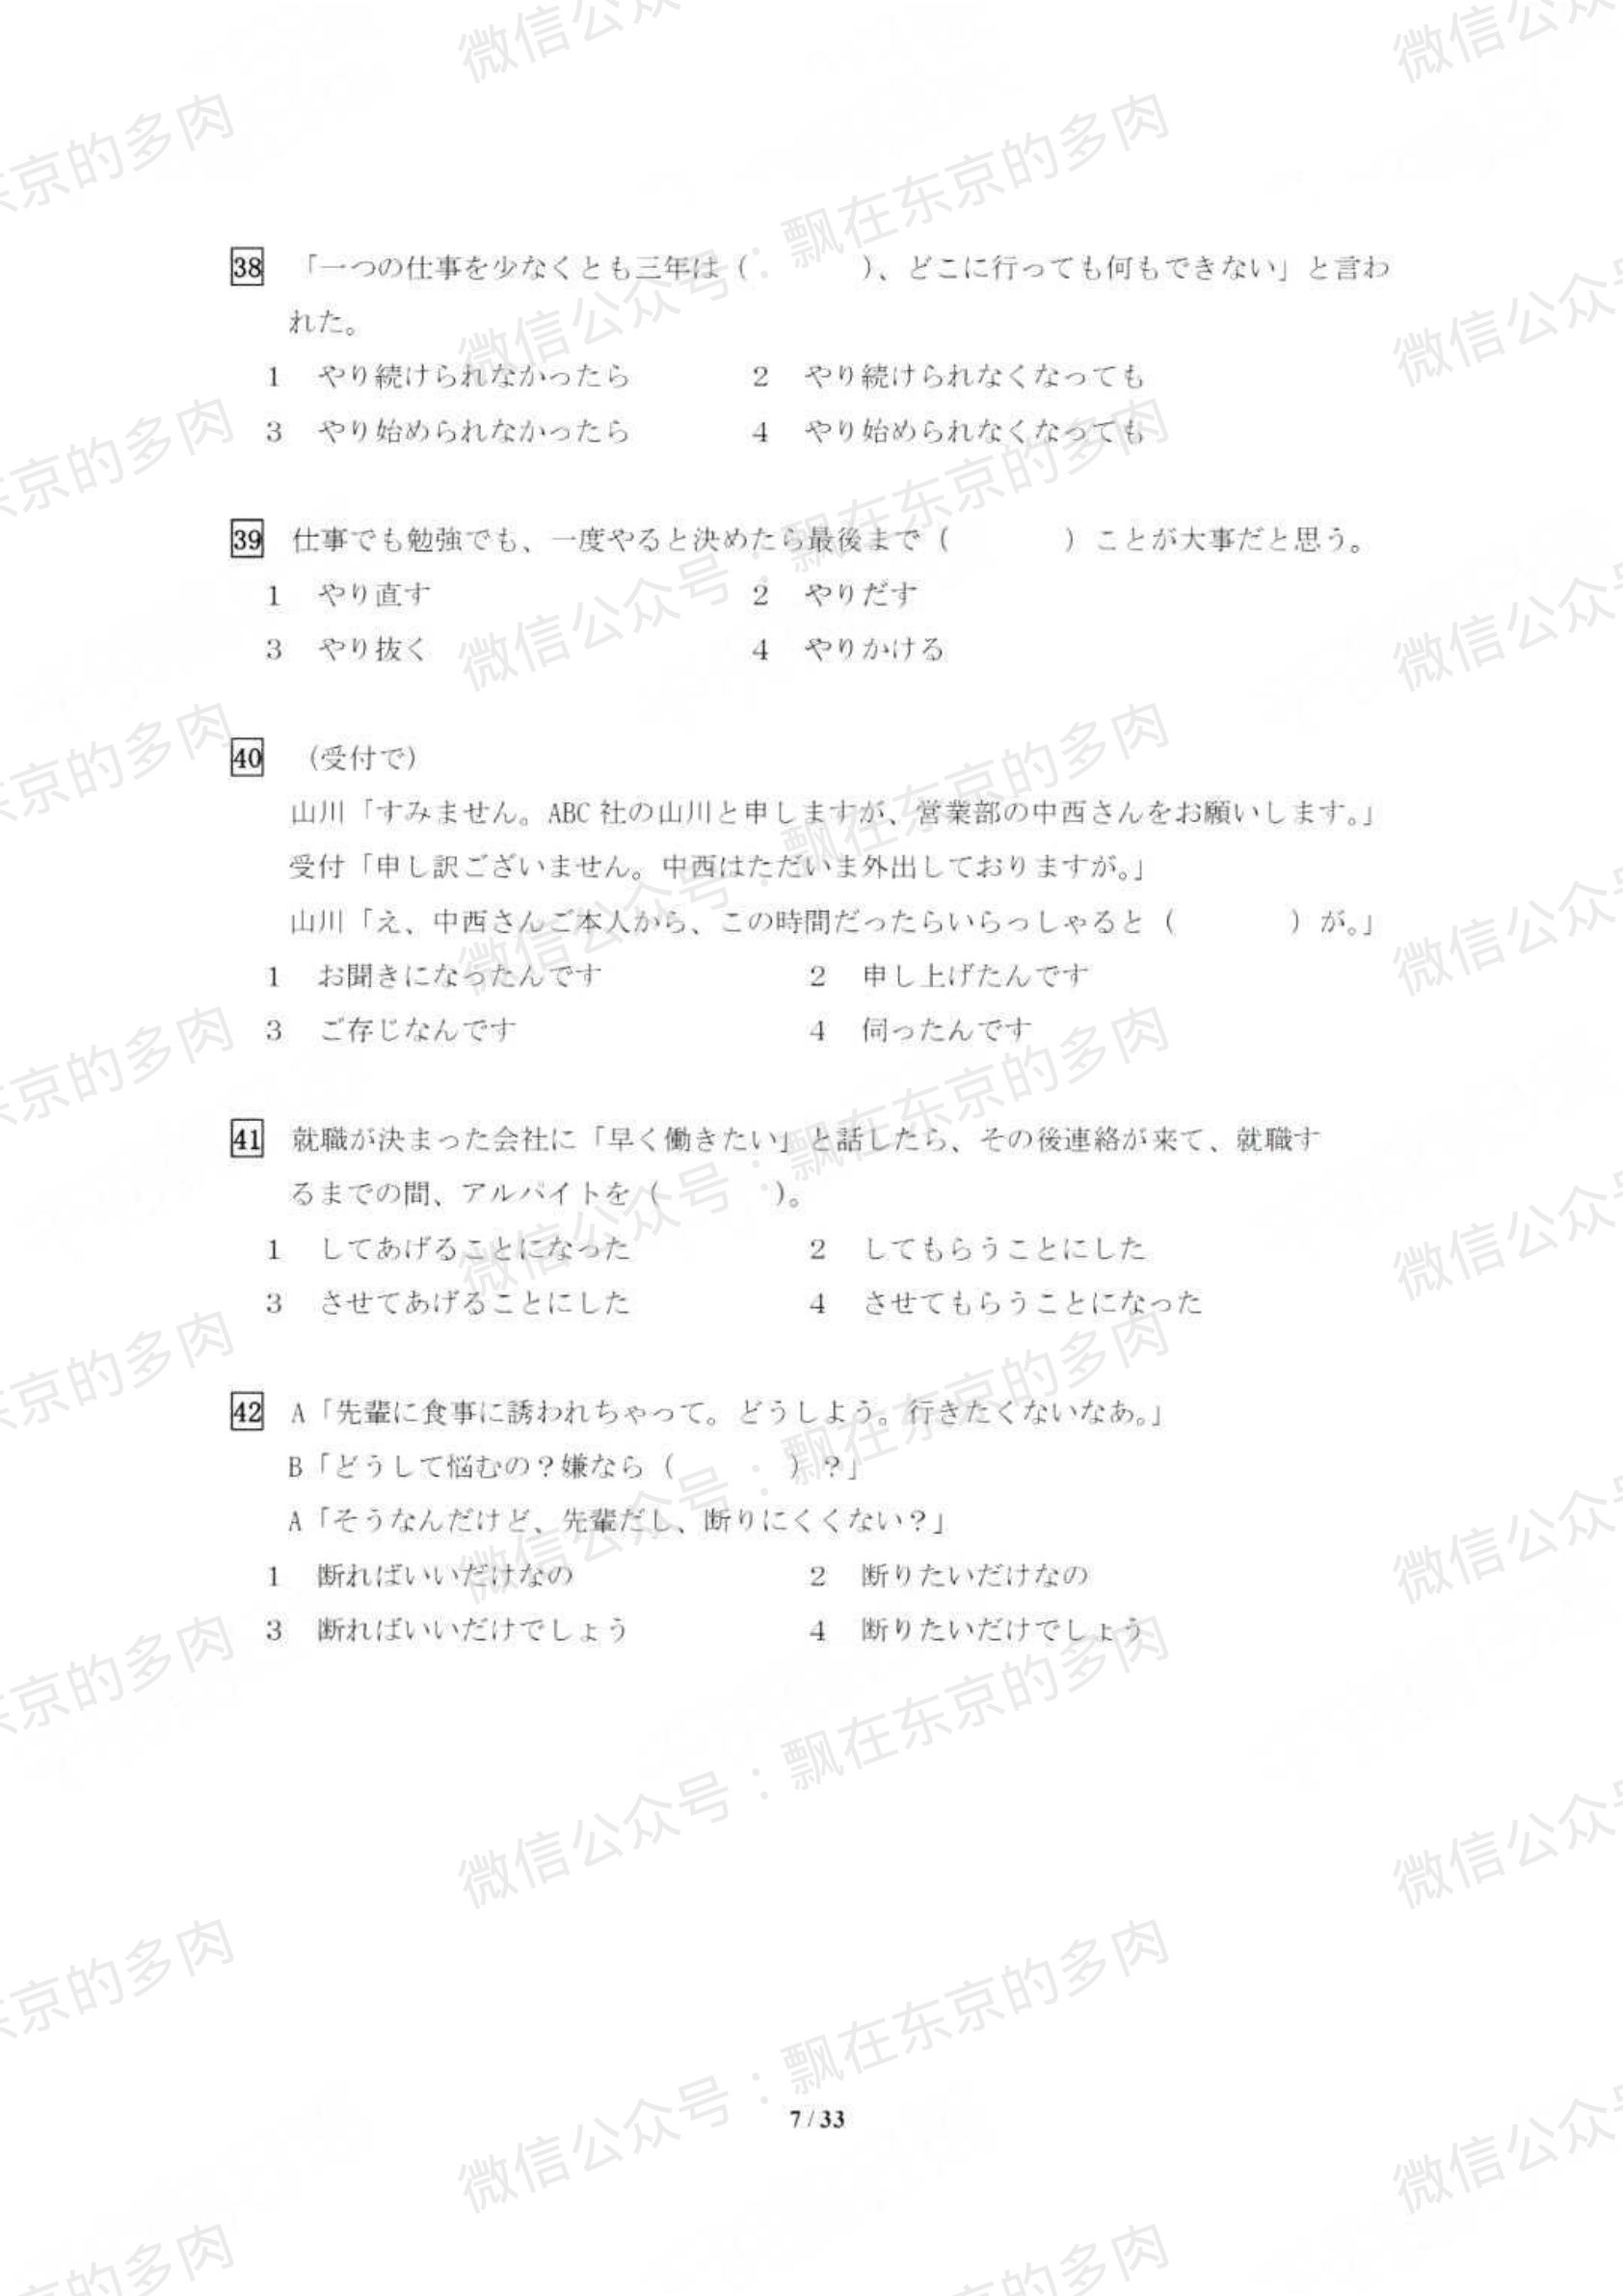 38 「一つの仕事を少なくとも三年は（　　　　）、どこに行っても何もできない」と言わ
れた。
1 やり続けられなかったら 2 やり続けられなくなっても
3 やり始められなかったら 4 やり始められなくなっても
39 仕事でも勉強でも、一度やると決めたら最後まで（　　　　）ことが大事だと思う。
1 やり直す 2 やりだす
3 やり抜く 4 やりかける
40 （受付で）
山川「すみません。ABC 社の山川と申しますが、営業部の中西さんをお願いします。」
受付「申し訳ございません。中西はただいま外出しておりますが。」
山川「え、中西さんご本人から、この時間だったらいらっしゃると（　　　　）が。」
1 お聞きになったんです 2 申し上げたんです
3 ご存じなんです 4 伺ったんです
41 就職が決まった会社に「早く働きたい」と話したら、その後連絡が来て、就職す
るまでの間、アルバイトを（　　　　）。
1 してあげることになった 2 してもらうことにした
3 させてあげることにした 4 させてもらうことになった
42 A「先輩に食事に誘われちゃって。どうしよう。行きたくないなあ。」
B「どうして悩むの？嫌なら（　　　　）？」
A「そうなんだけど、先輩だし、断りにくくない？」
1 断ればいいだけなの 2 断りたいだけなの
3 断ればいいだけでしょう 4 断りたいだけでしょう
7 / 33
微信公众号：飘在东京的多肉